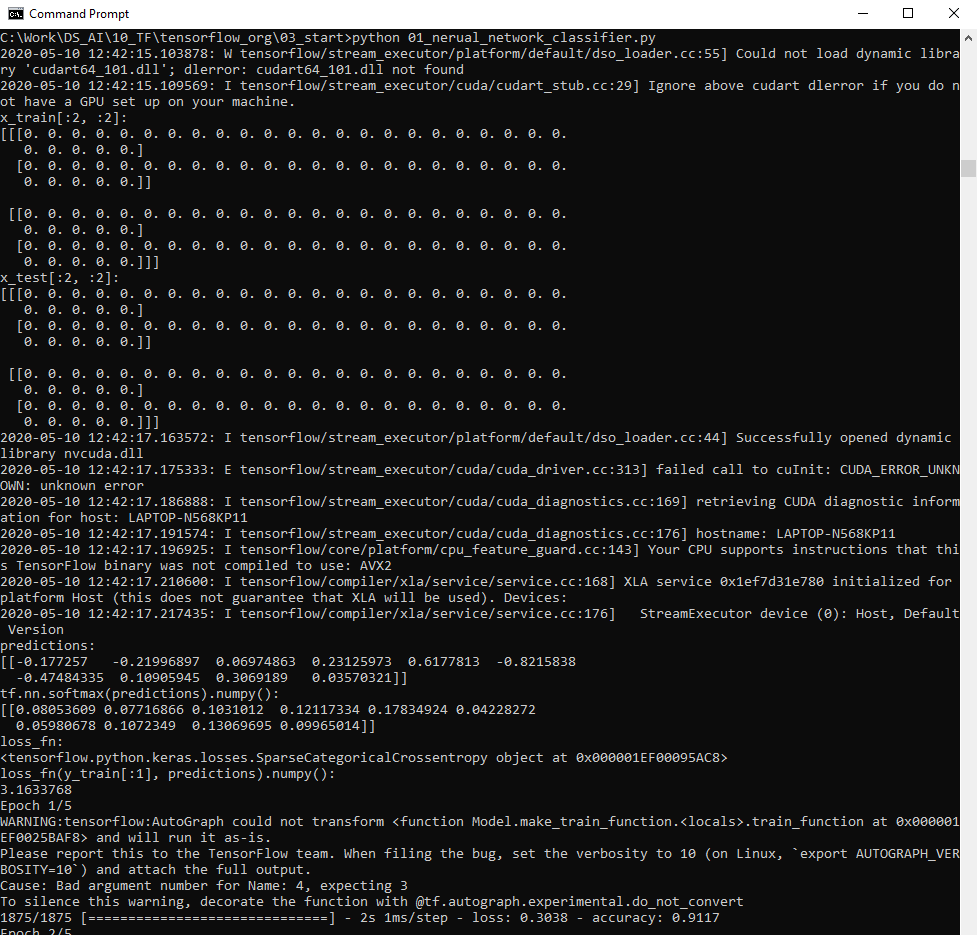 Command Prompt
C:\Work\DS_AI\10_TF\tensorflow_org\03_start>python 01_nerual_network_classifier.py
2020-05-10 12:42:15.103878: W tensorflow/stream_executor/platform/default/dso_loader.cc:55] Could not load dynamic libra
ry 'cudart64_101.dll'; dlerror: cudart64_101.dll not found
2020-05-10 12:42:15.109569: I tensorflow/stream_executor/cuda/cudart_stub.cc:29] Ignore above cudart dlerror if you do n
ot have a GPU set up on your machine.
x_train[:2, :2]:
[[[0. 0. 0. 0. 0. 0. 0. 0. 0. 0. 0. 0. 0. 0. 0. 0. 0. 0. 0. 0. 0. 0. 0.
   0. 0. 0. 0. 0.]
  [0. 0. 0. 0. 0. 0. 0. 0. 0. 0. 0. 0. 0. 0. 0. 0. 0. 0. 0. 0. 0. 0. 0.
   0. 0. 0. 0. 0.]]

 [[0. 0. 0. 0. 0. 0. 0. 0. 0. 0. 0. 0. 0. 0. 0. 0. 0. 0. 0. 0. 0. 0. 0.
   0. 0. 0. 0. 0.]
  [0. 0. 0. 0. 0. 0. 0. 0. 0. 0. 0. 0. 0. 0. 0. 0. 0. 0. 0. 0. 0. 0. 0.
   0. 0. 0. 0. 0.]]]
x_test[:2, :2]:
[[[0. 0. 0. 0. 0. 0. 0. 0. 0. 0. 0. 0. 0. 0. 0. 0. 0. 0. 0. 0. 0. 0. 0.
   0. 0. 0. 0. 0.]
  [0. 0. 0. 0. 0. 0. 0. 0. 0. 0. 0. 0. 0. 0. 0. 0. 0. 0. 0. 0. 0. 0. 0.
   0. 0. 0. 0. 0.]]

 [[0. 0. 0. 0. 0. 0. 0. 0. 0. 0. 0. 0. 0. 0. 0. 0. 0. 0. 0. 0. 0. 0. 0.
   0. 0. 0. 0. 0.]
  [0. 0. 0. 0. 0. 0. 0. 0. 0. 0. 0. 0. 0. 0. 0. 0. 0. 0. 0. 0. 0. 0. 0.
   0. 0. 0. 0. 0.]]]
2020-05-10 12:42:17.163572: I tensorflow/stream_executor/platform/default/dso_loader.cc:44] Successfully opened dynamic
library nvcuda.dll
2020-05-10 12:42:17.175333: E tensorflow/stream_executor/cuda/cuda_driver.cc:313] failed call to cuInit: CUDA_ERROR_UNKN
OWN: unknown error
2020-05-10 12:42:17.186888: I tensorflow/stream_executor/cuda/cuda_diagnostics.cc:169] retrieving CUDA diagnostic inform
ation for host: LAPTOP-N568KP11
2020-05-10 12:42:17.191574: I tensorflow/stream_executor/cuda/cuda_diagnostics.cc:176] hostname: LAPTOP-N568KP11
2020-05-10 12:42:17.196925: I tensorflow/core/platform/cpu_feature_guard.cc:143] Your CPU supports instructions that thi
s TensorFlow binary was not compiled to use: AVX2
2020-05-10 12:42:17.210600: I tensorflow/compiler/xla/service/service.cc:168] XLA service 0x1ef7d31e780 initialized for
platform Host (this does not guarantee that XLA will be used). Devices:
2020-05-10 12:42:17.217435: I tensorflow/compiler/xla/service/service.cc:176]   StreamExecutor device (0): Host, Default
 Version
predictions:
[[-0.177257   -0.21996897  0.06974863  0.23125973  0.6177813  -0.8215838
  -0.47484335  0.10905945  0.3069189   0.03570321]]
tf.nn.softmax(predictions).numpy():
[[0.08053609 0.07716866 0.1031012  0.12117334 0.17834924 0.04228272
  0.05980678 0.1072349  0.13069695 0.09965014]]
loss_fn:
<tensorflow.python.keras.losses.SparseCategoricalCrossentropy object at 0x000001EF00095AC8>
loss_fn(y_train[:1], predictions).numpy():
3.1633768
Epoch 1/5
WARNING:tensorflow:AutoGraph could not transform <function Model.make_train_function.<locals>.train_function at 0x000001
EF0025BAF8> and will run it as-is.
Please report this to the TensorFlow team. When filing the bug, set the verbosity to 10 (on Linux, `export AUTOGRAPH_VER
BOSITY=10`) and attach the full output.
Cause: Bad argument number for Name: 4, expecting 3
To silence this warning, decorate the function with @tf.autograph.experimental.do_not_convert
1875/1875 [==============================] - 2s 1ms/step - loss: 0.3038 - accuracy: 0.9117
Epoch 2/5